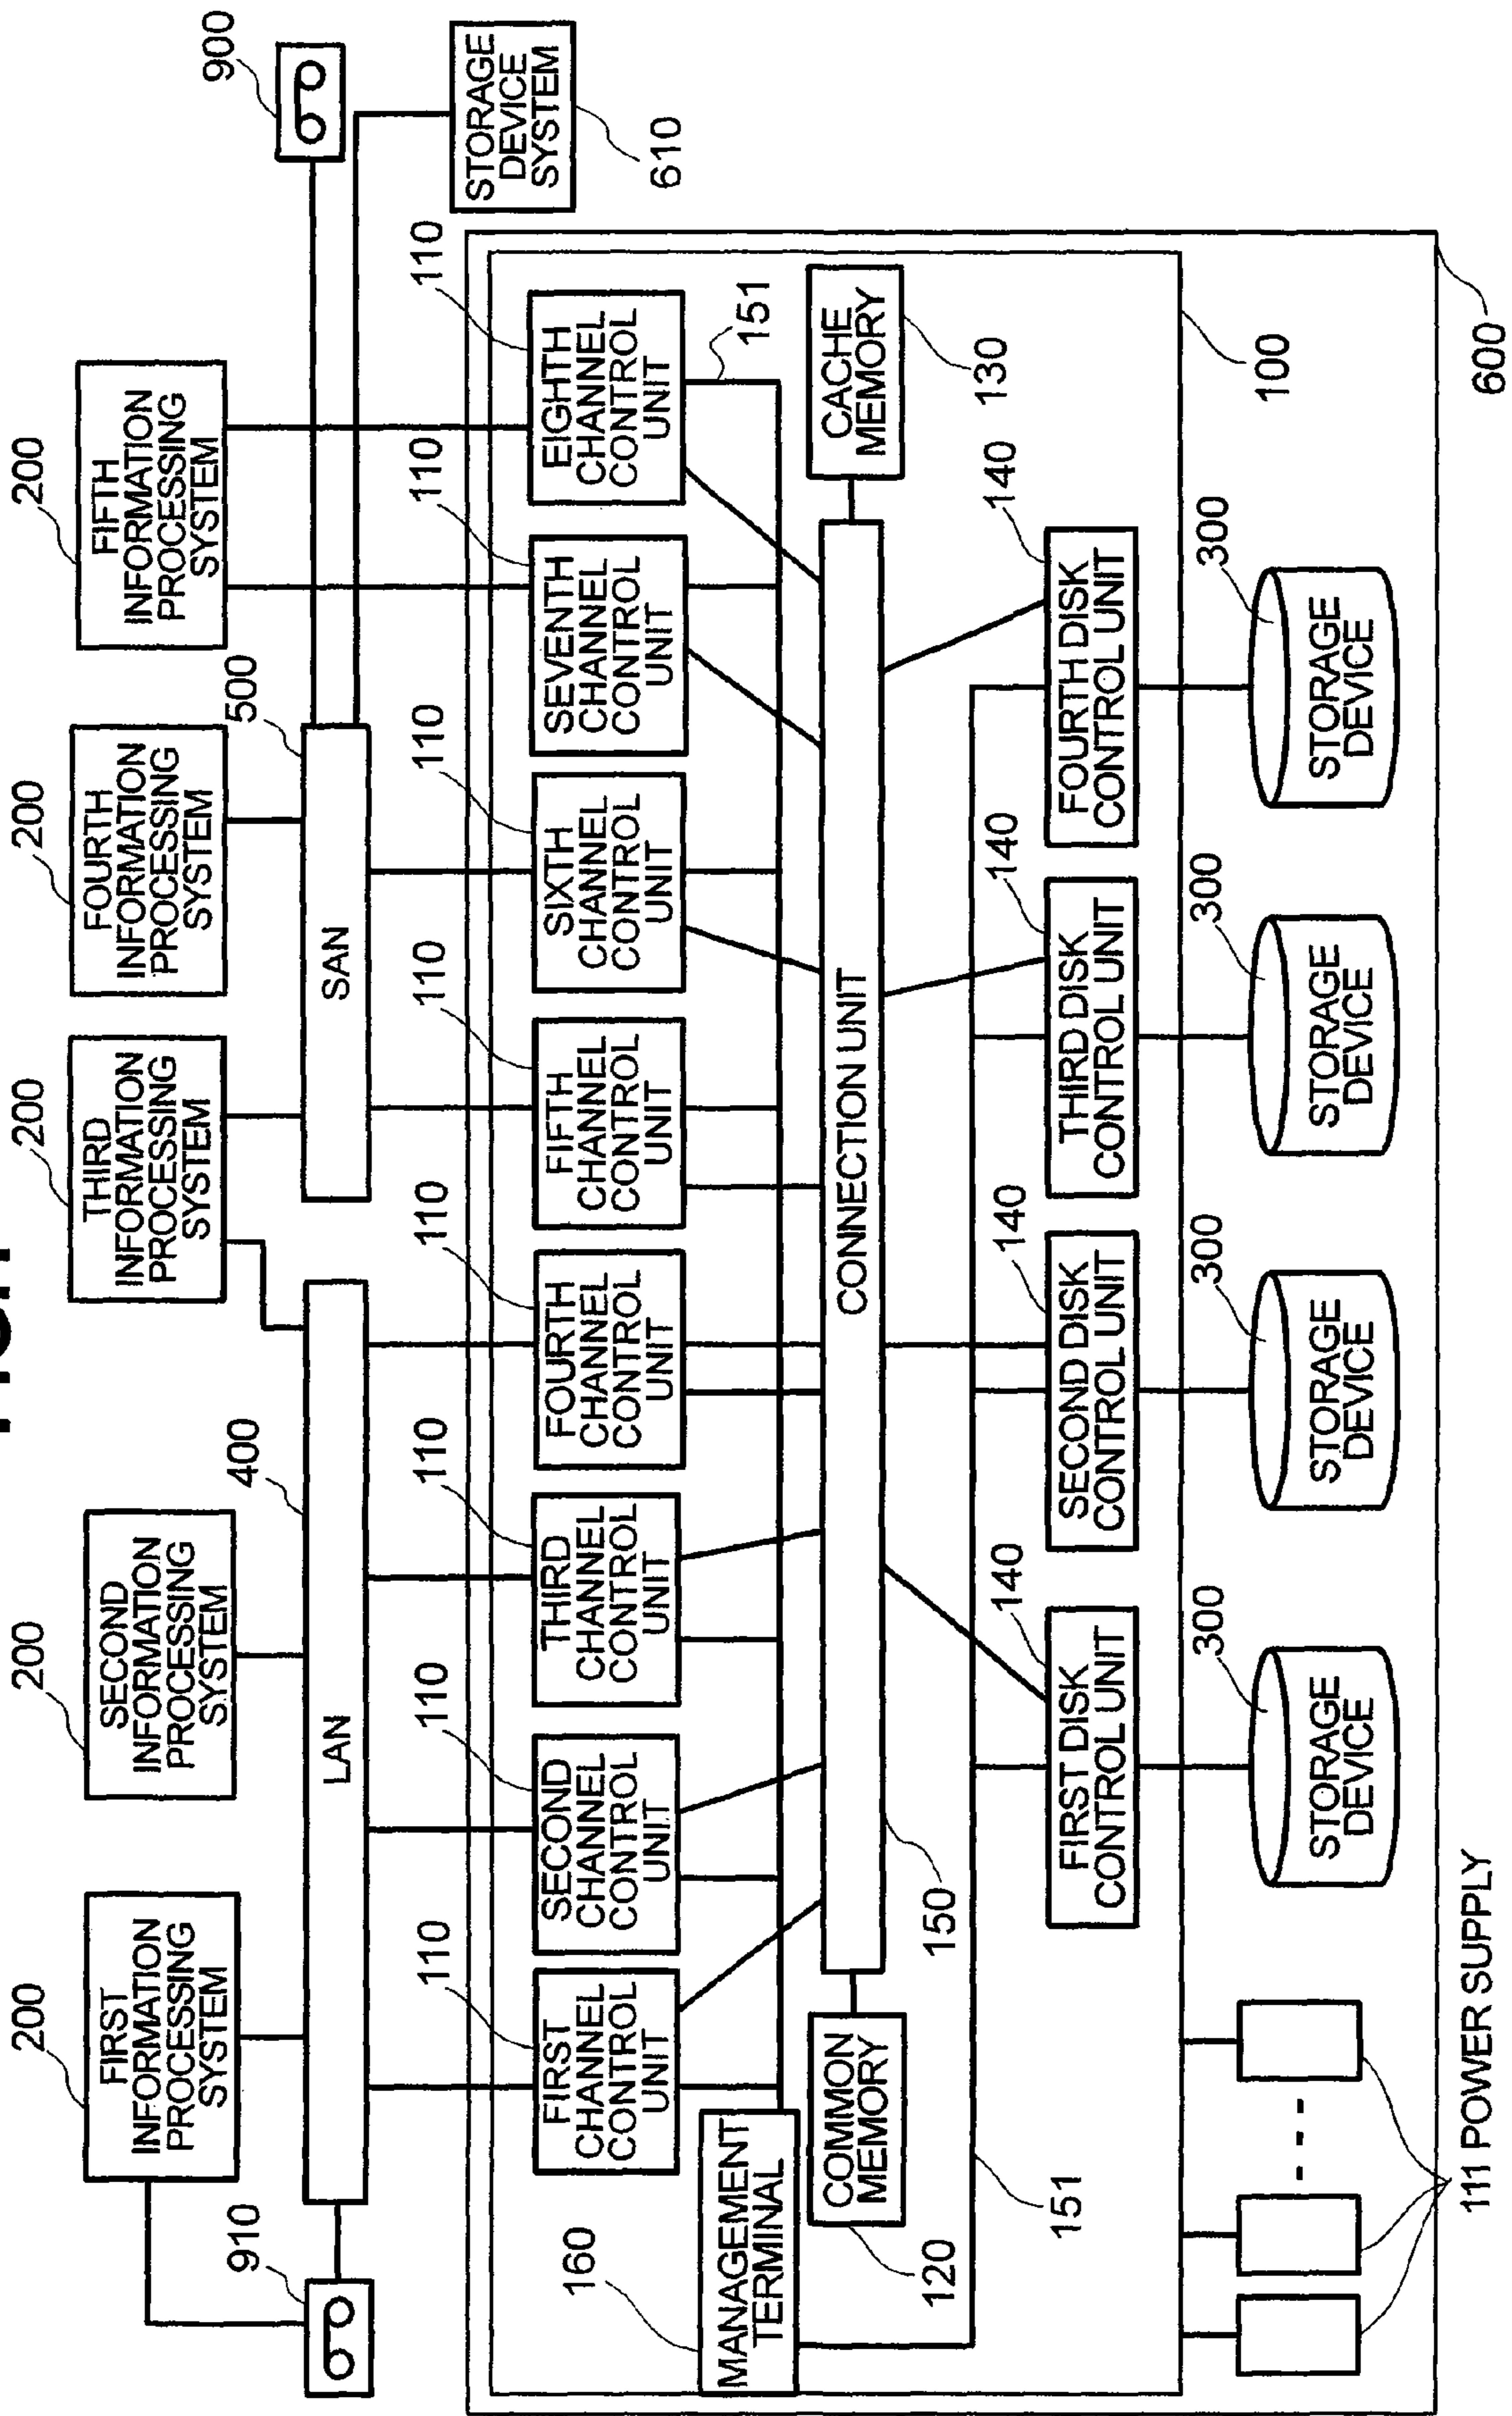 200
FIRST
INFORMATION
PROCESSING
SYSTEM
200
SECOND
INFORMATION
PROCESSING
SYSTEM
200
THIRD
INFORMATION
PROCESSING
SYSTEM
200
FOURTH
INFORMATION
PROCESSING
SYSTEM
200
FIFTH
INFORMATION
PROCESSING
SYSTEM
900
910
400
LAN
500
SAN
STORAGE
DEVICE
SYSTEM
610
110
FIRST
CHANNEL
CONTROL
UNIT
110
SECOND
CHANNEL
CONTROL
UNIT
110
THIRD
CHANNEL
CONTROL
UNIT
110
FOURTH
CHANNEL
CONTROL
UNIT
110
FIFTH
CHANNEL
CONTROL
UNIT
110
SIXTH
CHANNEL
CONTROL
UNIT
110
SEVENTH
CHANNEL
CONTROL
UNIT
110
EIGHTH
CHANNEL
CONTROL
UNIT
151
160
MANAGEMENT
TERMINAL
COMMON
MEMORY
120
CONNECTION UNIT
150
CACHE
MEMORY
130
151
140
FIRST DISK
CONTROL UNIT
140
SECOND DISK
CONTROL UNIT
140
THIRD DISK
CONTROL UNIT
140
FOURTH DISK
CONTROL UNIT
100
300
STORAGE
DEVICE
300
STORAGE
DEVICE
300
STORAGE
DEVICE
300
STORAGE
DEVICE
111 POWER SUPPLY
600